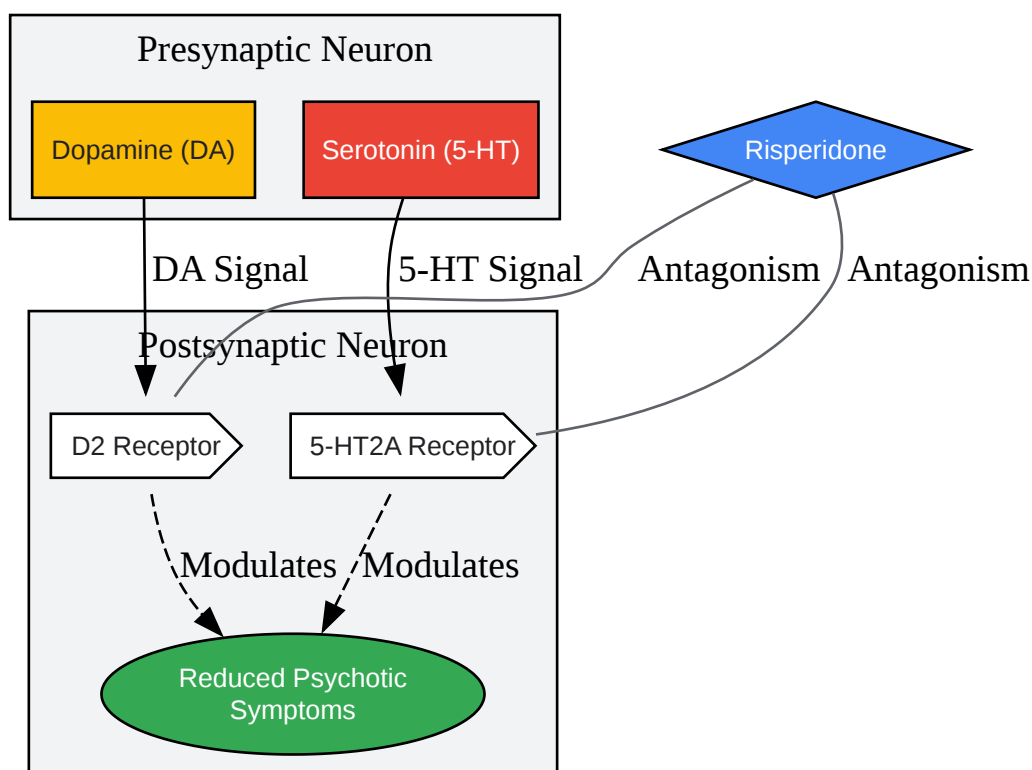 Presynaptic Neuron
Dopamine (DA)
Serotonin (5-HT)
Risperidone
DA Signal
5-HT Signal
Antagonism
Antagonism
Postsynaptic Neuron
D2 Receptor
5-HT2A Receptor
Modulates
Modulates
Reduced Psychotic
Symptoms